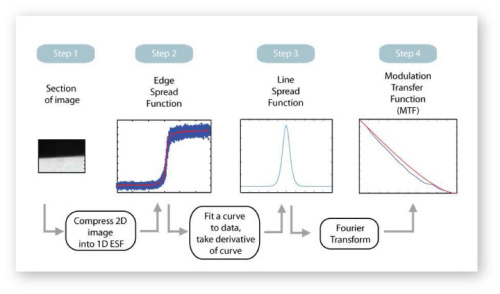 Step 1
Step 2
Step 3
Step 4
Section
of image
Edge
Spread
Function
Line
Spread
Function
Modulation
Transfer
Function
(MTF)
Compress 2D
image
into 1D ESF
Fit a curve
to data,
take derivative
of curve
Fourier
Transform